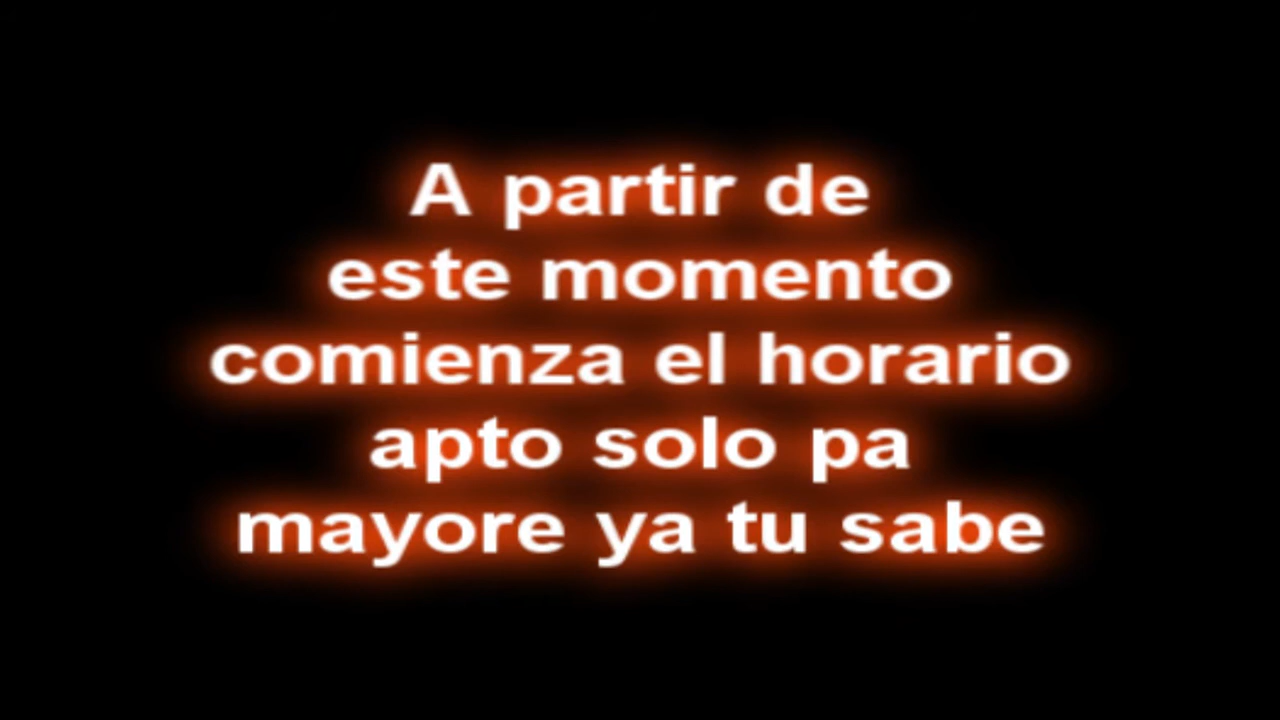 A partir de
este momento
comienza el horario
apto solo pa
mayore ya tu sabe